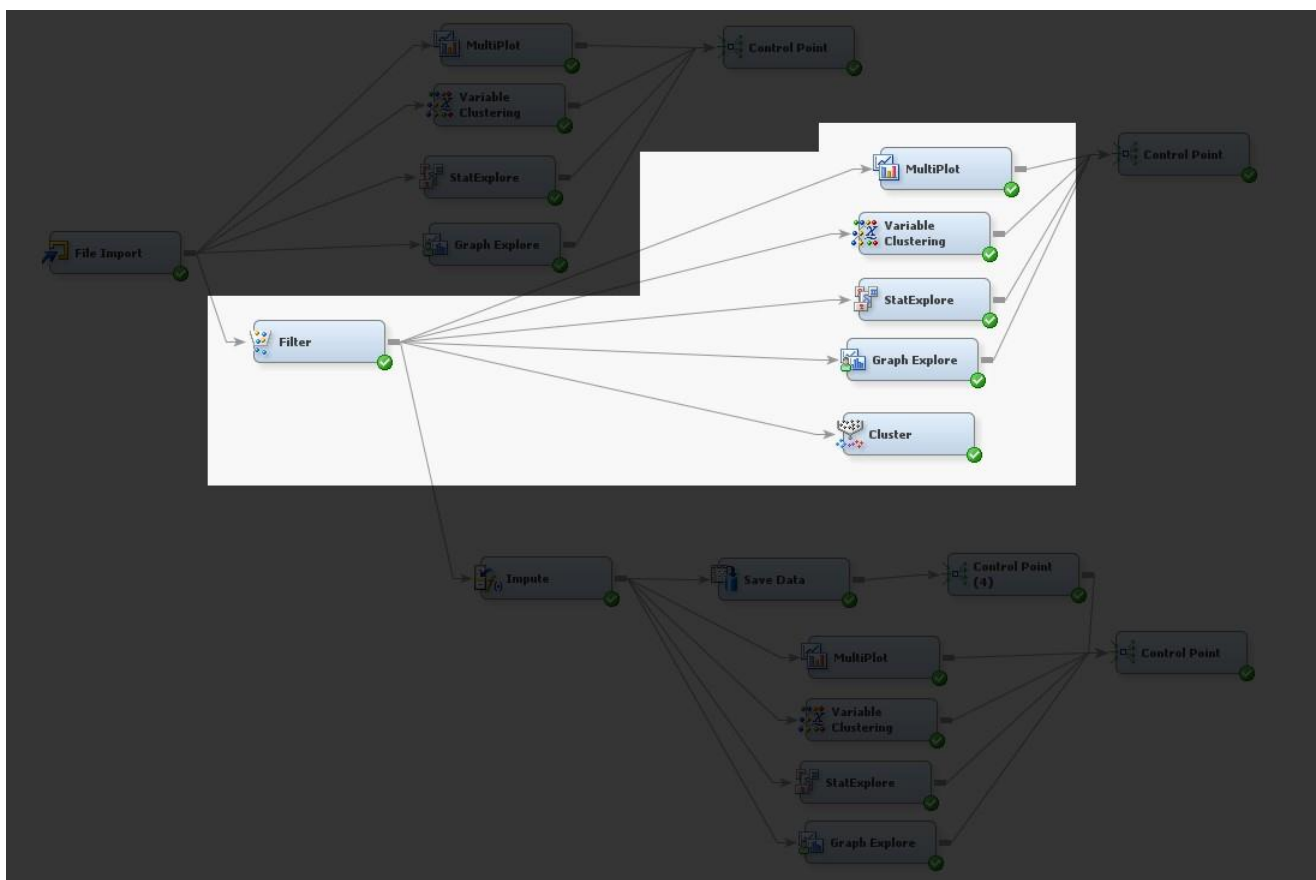 MultiPlot
Control Point
Variable
Clustering
StatExplore
Graph Explore
File Import
MultiPlot
Control Point
Variable
Clustering
StatExplore
Filter
Graph Explore
Cluster
Impute
Save Data
Control Point
(4)
MultiPlot
Control Point
Variable
Clustering
StatExplore
Graph Explore